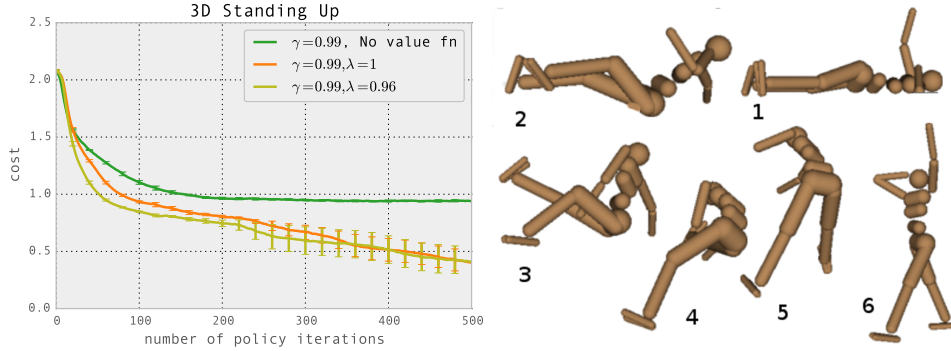 3D Standing Up
2.5
2.0
1.5
1.0
0.5
0.0
cost
γ=0.99, No value fn
γ=0.99,λ=1
γ=0.99,λ=0.96
0 100 200 300 400 500
number of policy iterations
2 1
3 4 5 6